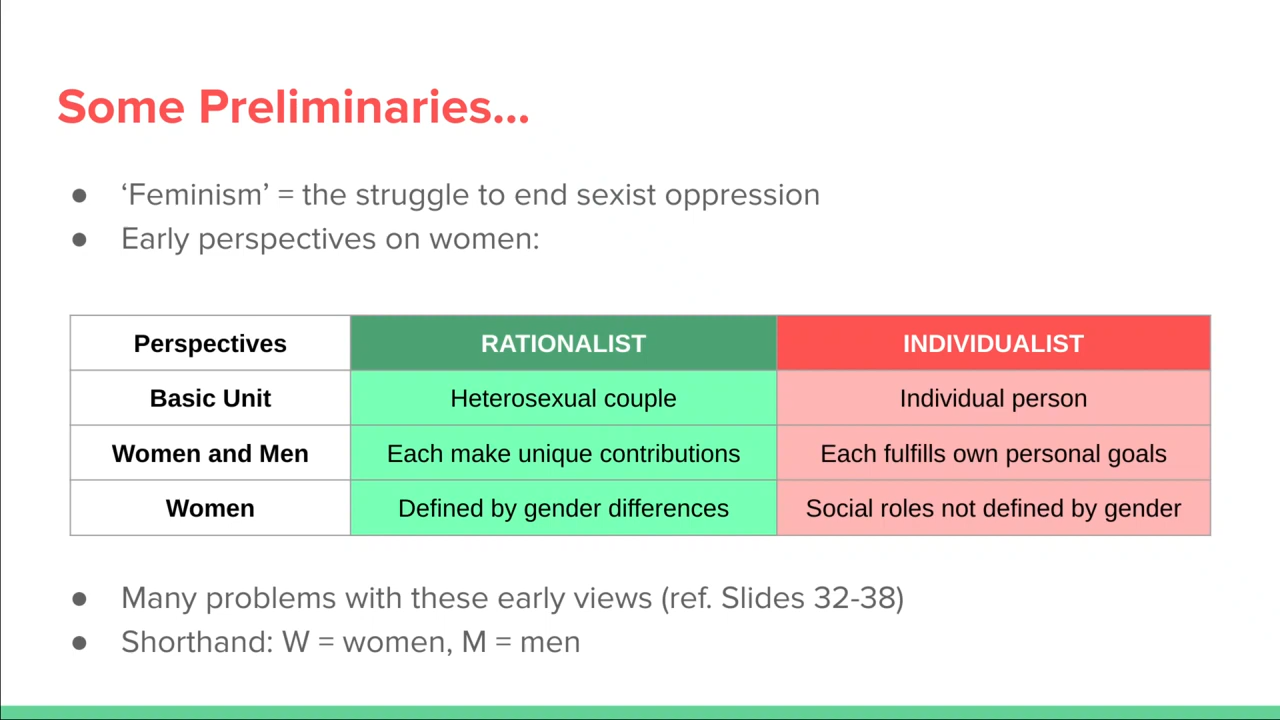 Some Preliminaries...
● ‘Feminism’ = the struggle to end sexist oppression
● Early perspectives on women:
Perspectives RATIONALIST INDIVIDUALIST
Basic Unit Heterosexual couple Individual person
Women and Men Each make unique contributions Each fulfills own personal goals
Women Defined by gender differences Social roles not defined by gender
● Many problems with these early views (ref. Slides 32-38)
● Shorthand: W = women, M = men